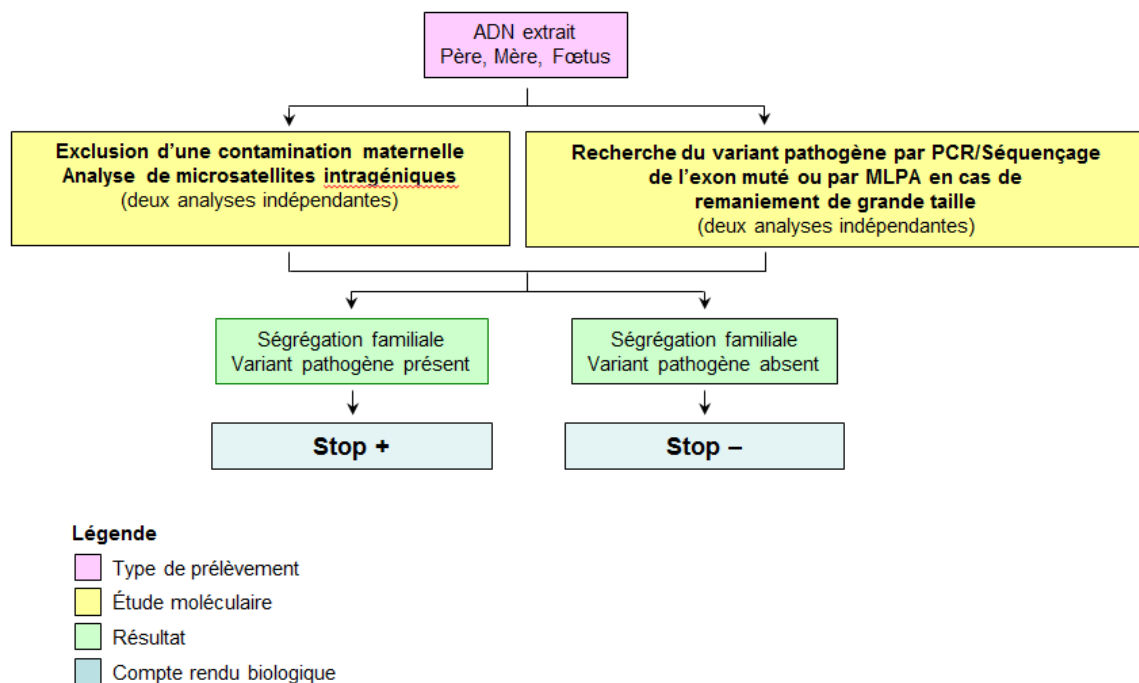 ADN extrait
Père, Mère, Fœtus
Exclusion d’une contamination maternelle
Analyse de microsatellites intragéniques
(deux analyses indépendantes)
Recherche du variant pathogène par PCR/Séquençage
de l’exon muté ou par MLPA en cas de
remaniement de grande taille
(deux analyses indépendantes)
Ségrégation familiale
Variant pathogène présent
Ségrégation familiale
Variant pathogène absent
Stop +
Stop –
Légende
Type de prélèvement
Étude moléculaire
Résultat
Compte rendu biologique